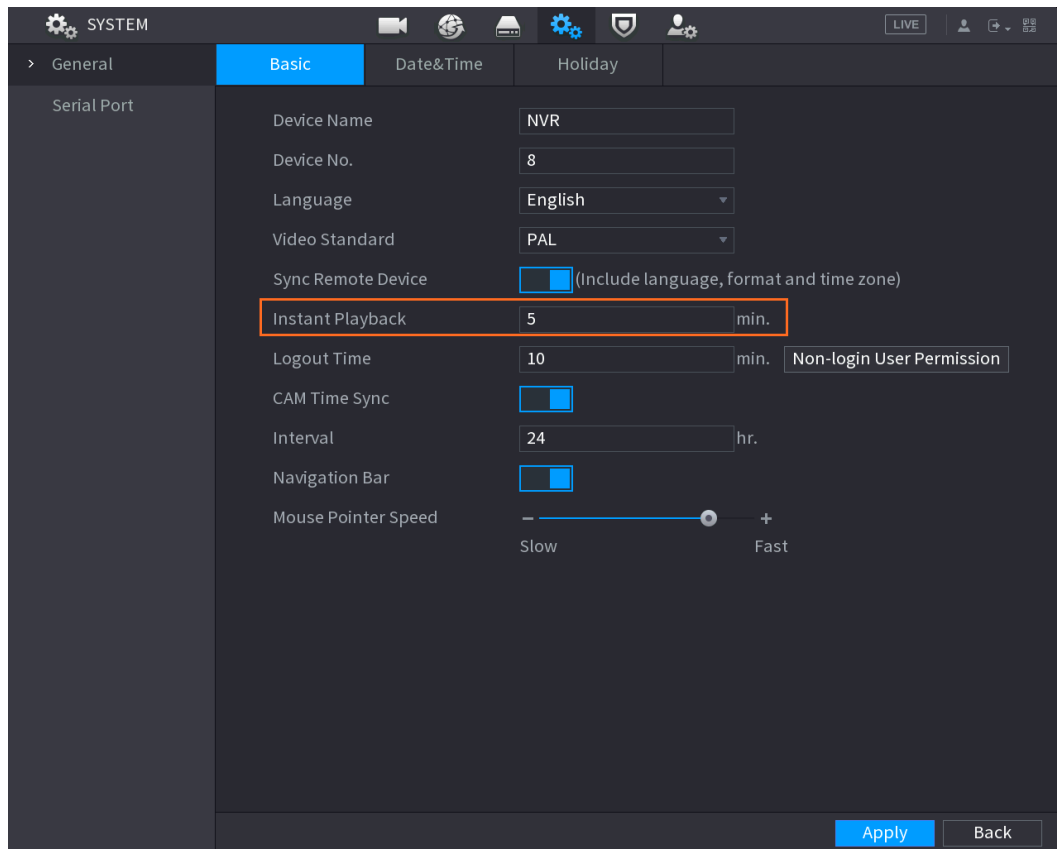 SYSTEM LIVE
General Basic Date&Time Holiday
Serial Port
Device Name NVR
Device No. 8
Language English
Video Standard PAL
Sync Remote Device (Include language, format and time zone)
Instant Playback 5 min.
Logout Time 10 min. Non-login User Permission
CAM Time Sync
Interval 24 hr.
Navigation Bar
Mouse Pointer Speed
Slow Fast
Apply Back